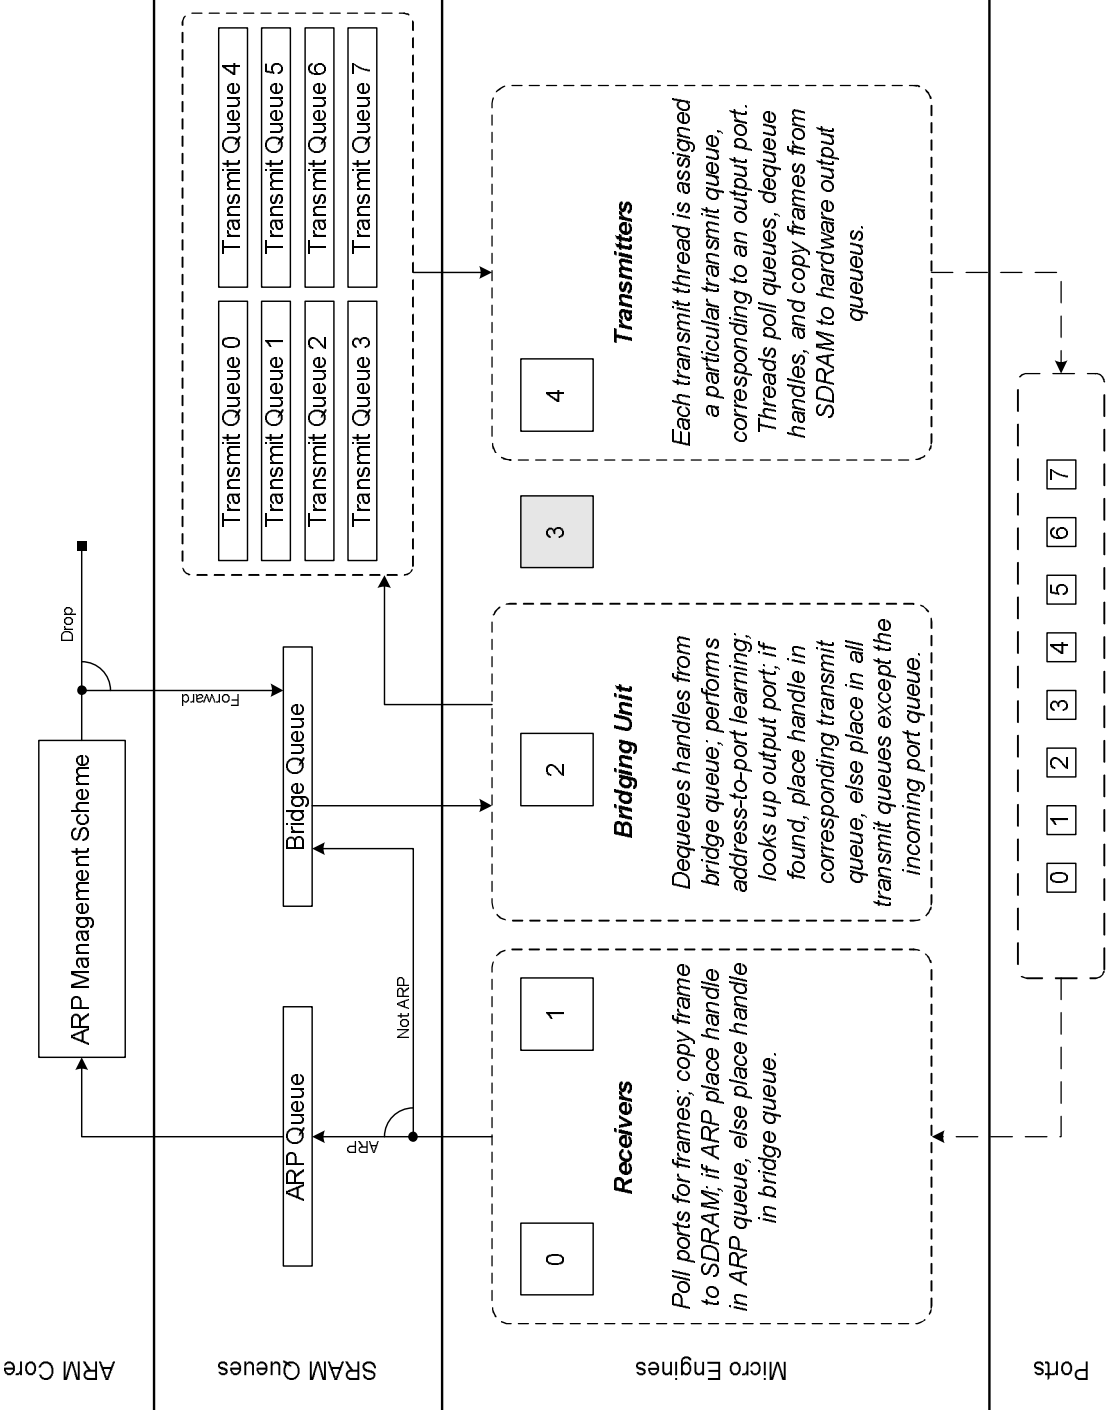 ARM Core
ARP Management Scheme
Drop
Forward
SRAM Queues
ARP Queue
Bridge Queue
Transmit Queue 0
Transmit Queue 4
Transmit Queue 1
Transmit Queue 5
Transmit Queue 2
Transmit Queue 6
Transmit Queue 3
Transmit Queue 7
ARP
Not ARP
Micro Engines
0
1
Receivers
Poll ports for frames; copy frame
to SDRAM; if ARP place handle
in ARP queue, else place handle
in bridge queue.
2
Bridging Unit
Dequeues handles from
bridge queue; performs
address-to-port learning;
looks up output port; if
found, place handle in
corresponding transmit
queue, else place in all
transmit queues except the
incoming port queue.
3
4
Transmitters
Each transmit thread is assigned
a particular transmit queue,
corresponding to an output port.
Threads poll queues, dequeue
handles, and copy frames from
SDRAM to hardware output
queueus.
Ports
0
1
2
3
4
5
6
7